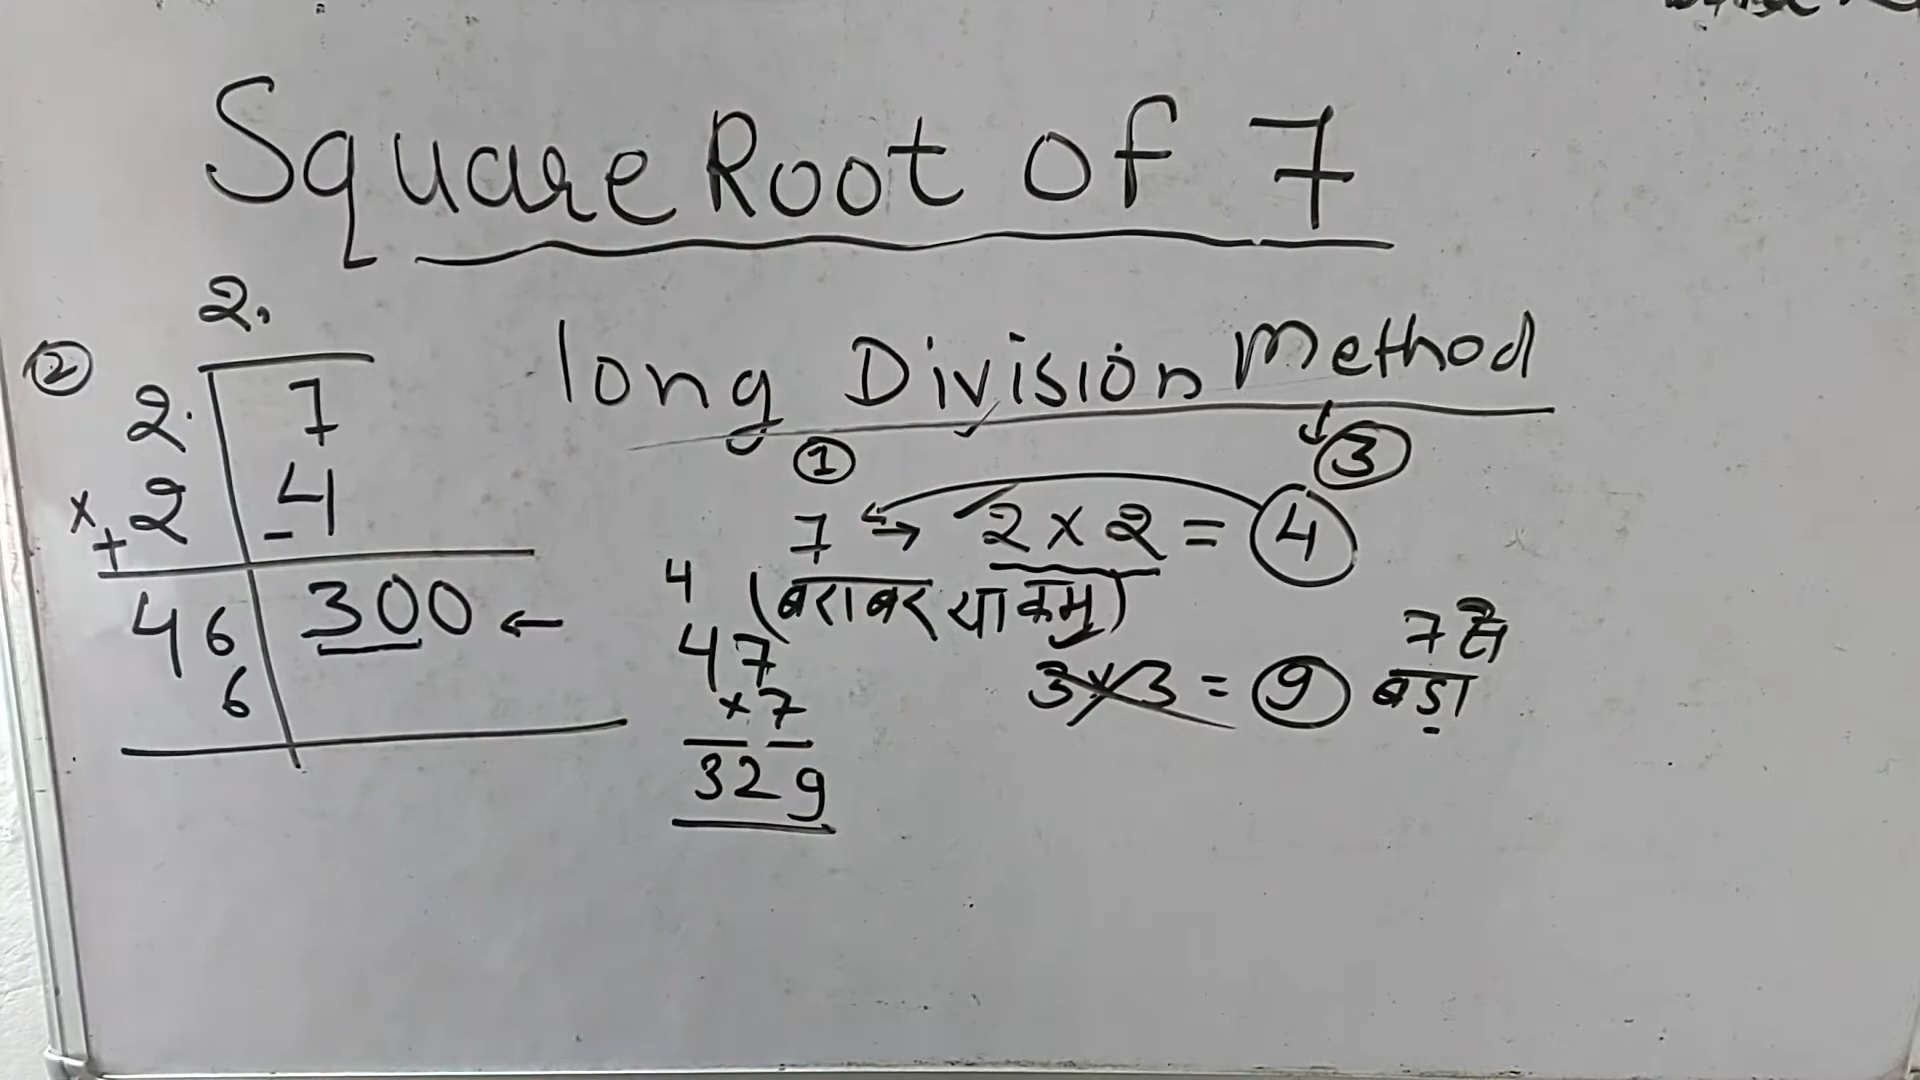 Square Root of 7
2.
②
long Division Method
2. 7
① ③
× + 2 - 4
7 → 2 × 2 = 4
4 (बराबर या कम)
46 300 ←
7 से
47
6
3×3 = 9 बड़ा
×7
329